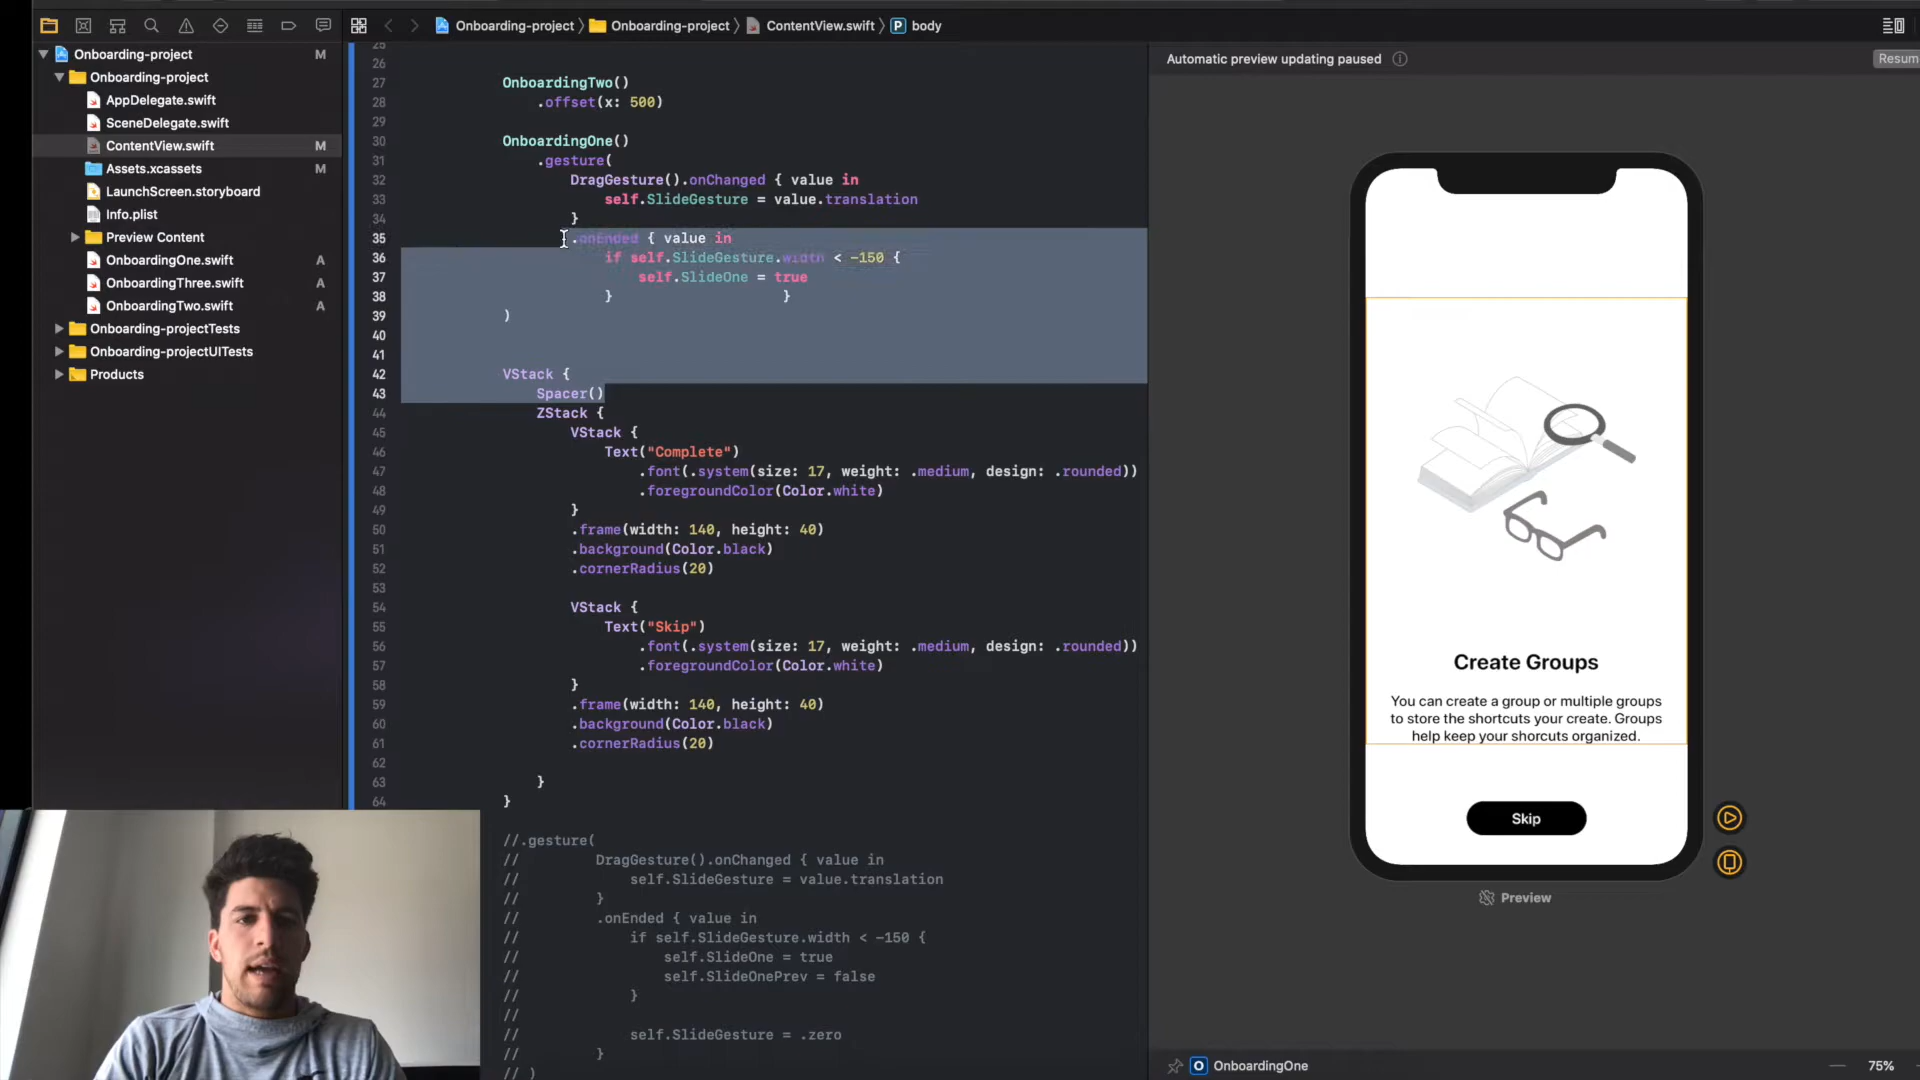 Onboarding-project
Onboarding-project
ContentView.swift
P body
Onboarding-project M
Onboarding-project
AppDelegate.swift
SceneDelegate.swift
ContentView.swift M
Assets.xcassets M
LaunchScreen.storyboard
Info.plist
Preview Content
OnboardingOne.swift A
OnboardingThree.swift A
OnboardingTwo.swift A
Onboarding-projectTests
Onboarding-projectUITests
Products
25
26
27 OnboardingTwo()
28 .offset(x: 500)
29
30 OnboardingOne()
31 .gesture(
32 DragGesture().onChanged { value in
33 self.SlideGesture = value.translation
34 }
35 .onEnded { value in
36 if self.SlideGesture.width < -150 {
37 self.SlideOne = true
38 } }
39 )
40
41
42 VStack {
43 Spacer()
44 ZStack {
45 VStack {
46 Text("Complete")
47 .font(.system(size: 17, weight: .medium, design: .rounded))
48 .foregroundColor(Color.white)
49 }
50 .frame(width: 140, height: 40)
51 .background(Color.black)
52 .cornerRadius(20)
53
54 VStack {
55 Text("Skip")
56 .font(.system(size: 17, weight: .medium, design: .rounded))
57 .foregroundColor(Color.white)
58 }
59 .frame(width: 140, height: 40)
60 .background(Color.black)
61 .cornerRadius(20)
62
63 }
64 }
//.gesture(
// DragGesture().onChanged { value in
// self.SlideGesture = value.translation
// }
// .onEnded { value in
// if self.SlideGesture.width < -150 {
// self.SlideOne = true
// self.SlideOnePrev = false
// }
//
// self.SlideGesture = .zero
// }
// )
Automatic preview updating paused
Resum
Create Groups
You can create a group or multiple groups
to store the shortcuts your create. Groups
help keep your shorcuts organized.
Skip
Preview
O OnboardingOne
75%